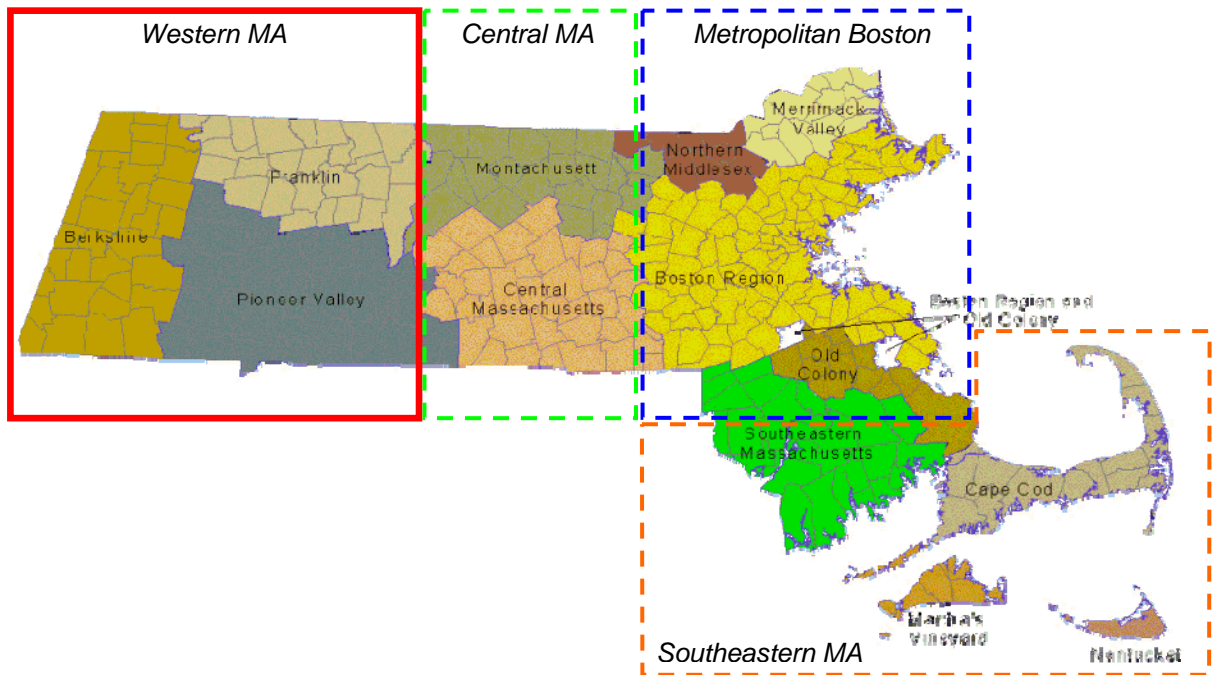 Western MA
Central MA
Metropolitan Boston
Merrimack
Valley
Northern
Middlesex
Montachusett
Franklin
Berkshire
Pioneer Valley
Central
Massachusetts
Boston Region
Boston Region and
Old Colony
Old
Colony
Southeastern
Massachusetts
Cape Cod
Martha's
Vineyard
Nantucket
Southeastern MA